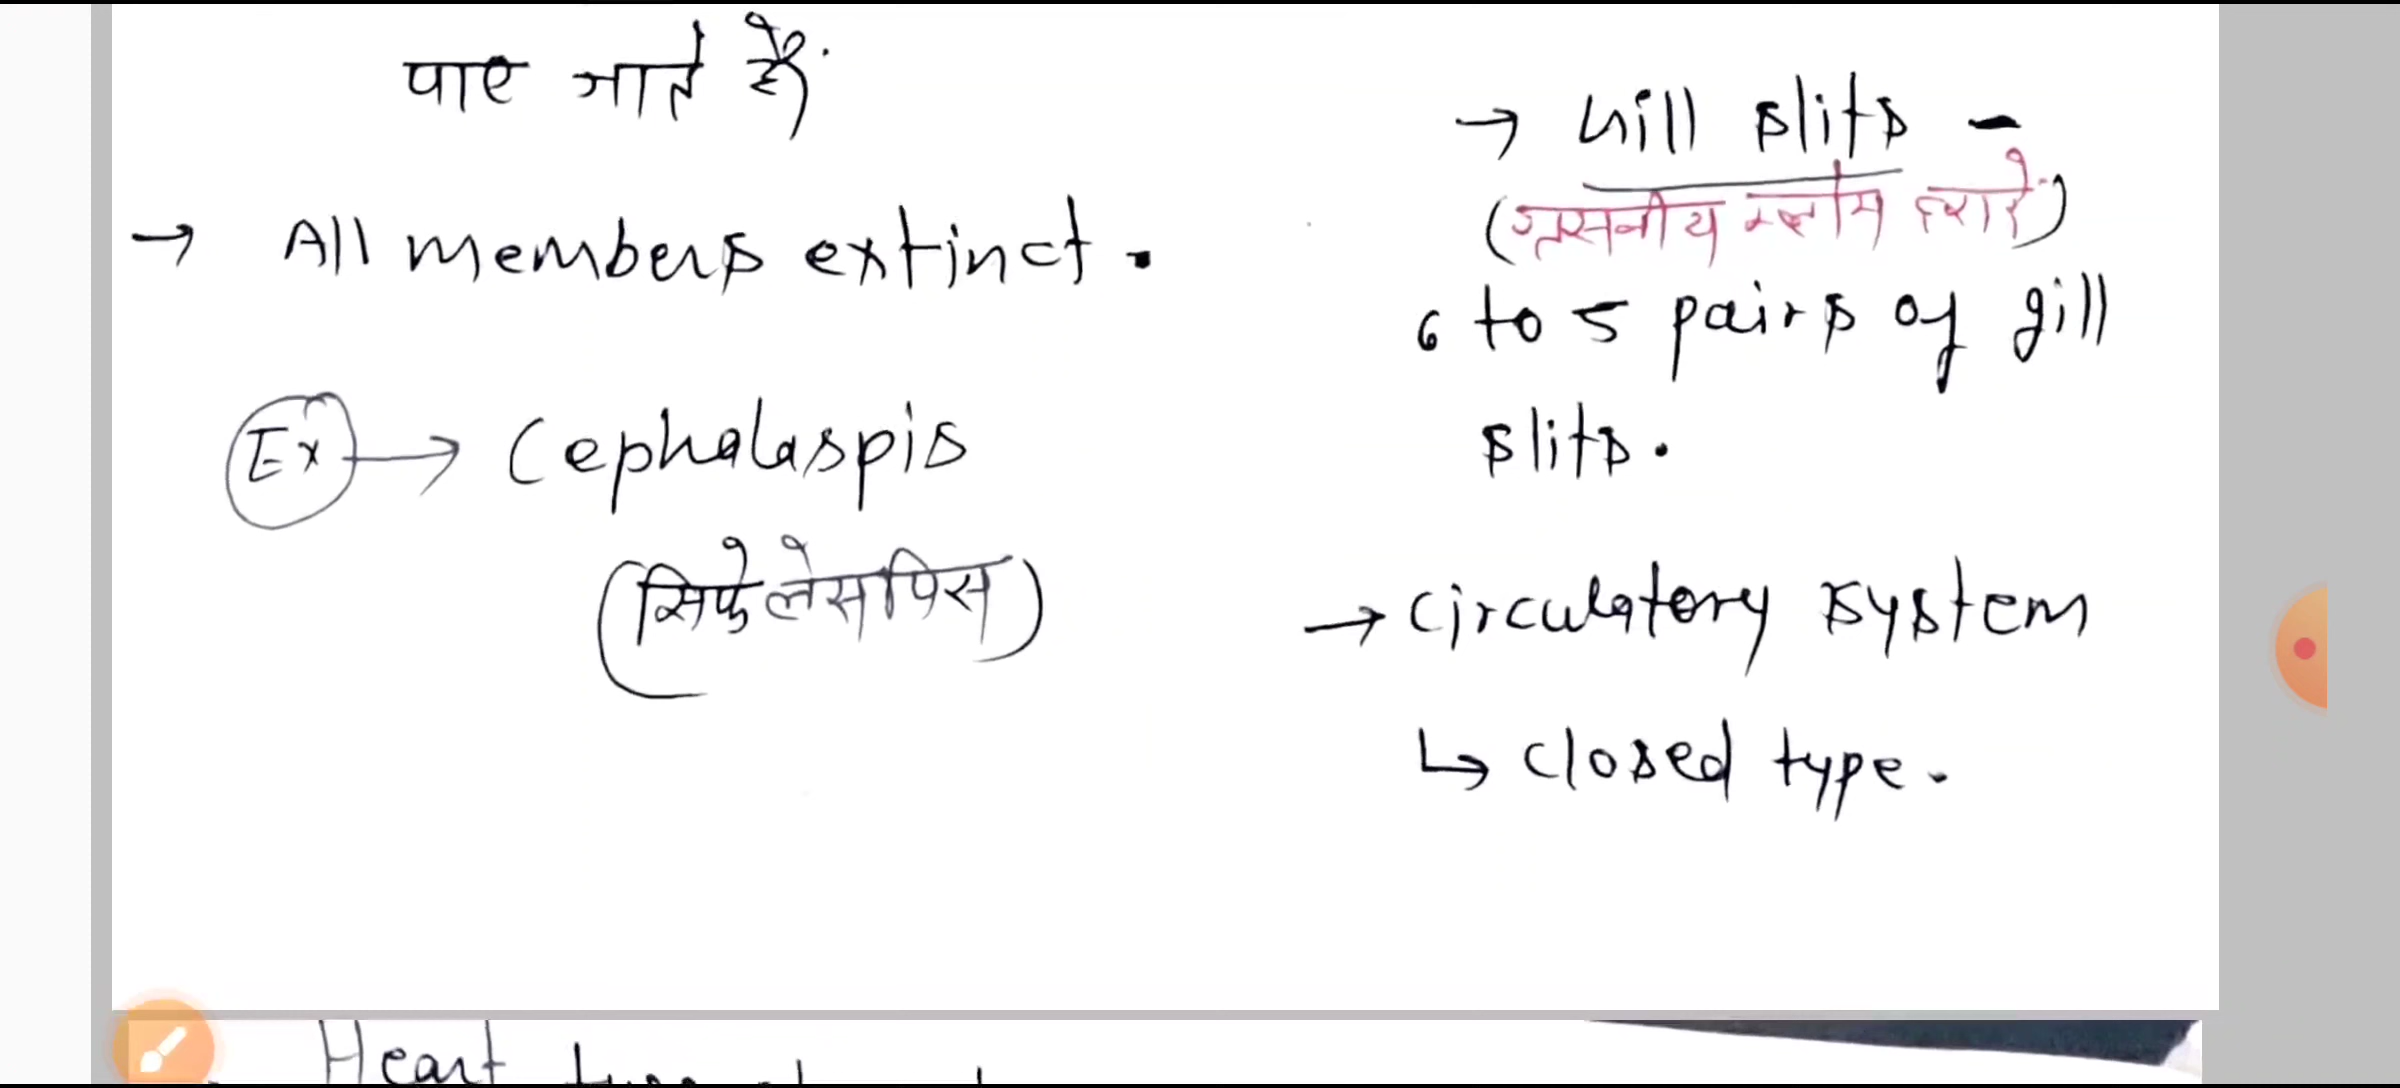 पाए जाते हैं.
→ All members extinct.
Ex → Cephalaspis
(सिफेलेसपिस)
→ Gill slits -
(श्वसनीय क्लोम दरारे)
6 to 5 pairs of gill
slits.
→ circulatory system
↳ closed type.
Heart